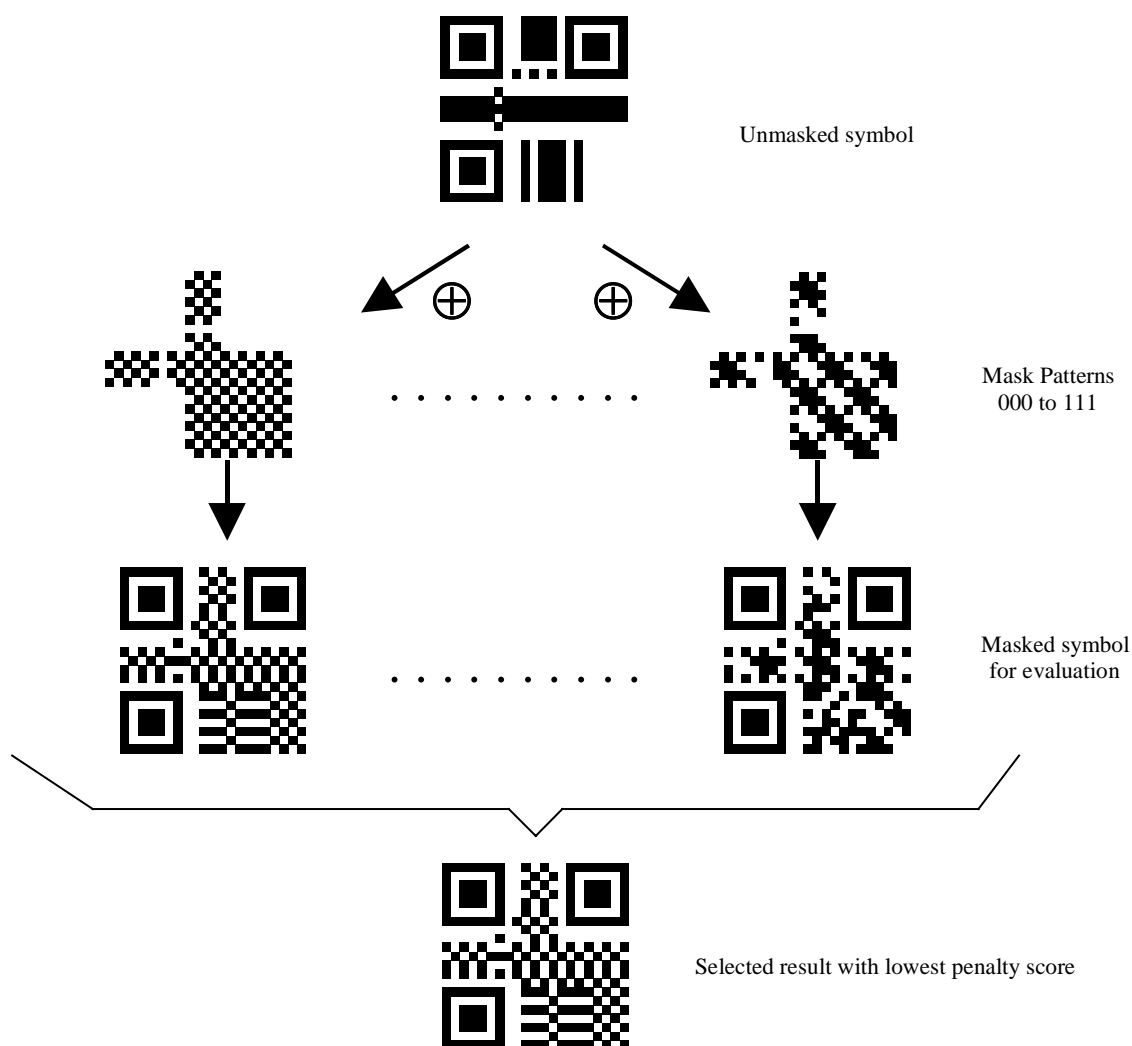 Unmasked symbol
Mask Patterns
000 to 111
Masked symbol
for evaluation
Selected result with lowest penalty score